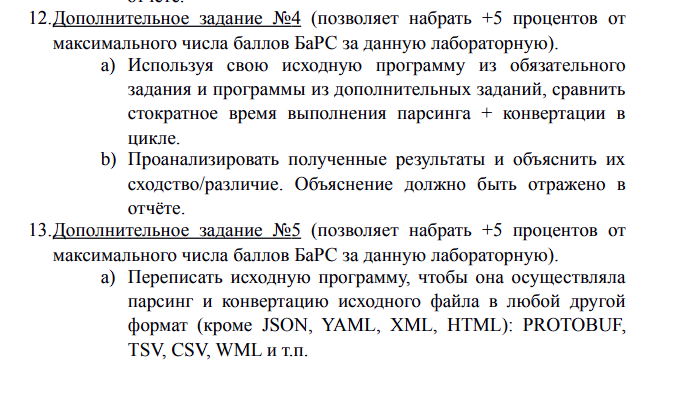 отчёте.
12.Дополнительное задание №4 (позволяет набрать +5 процентов от
максимального числа баллов БаРС за данную лабораторную).
a) Используя свою исходную программу из обязательного
задания и программы из дополнительных заданий, сравнить
стократное время выполнения парсинга + конвертации в
цикле.
b) Проанализировать полученные результаты и объяснить их
сходство/различие. Объяснение должно быть отражено в
отчёте.
13.Дополнительное задание №5 (позволяет набрать +5 процентов от
максимального числа баллов БаРС за данную лабораторную).
a) Переписать исходную программу, чтобы она осуществляла
парсинг и конвертацию исходного файла в любой другой
формат (кроме JSON, YAML, XML, HTML): PROTOBUF,
TSV, CSV, WML и т.п.